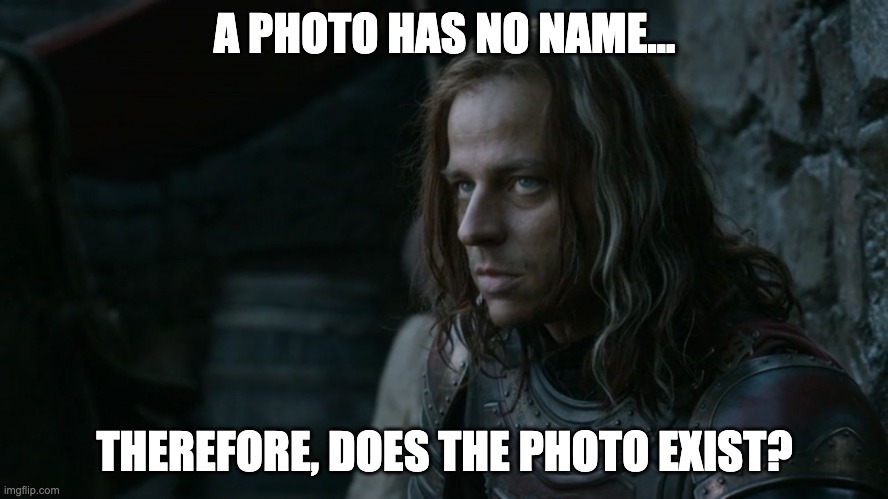 A PHOTO HAS NO NAME...
THEREFORE, DOES THE PHOTO EXIST?
imgflip.com